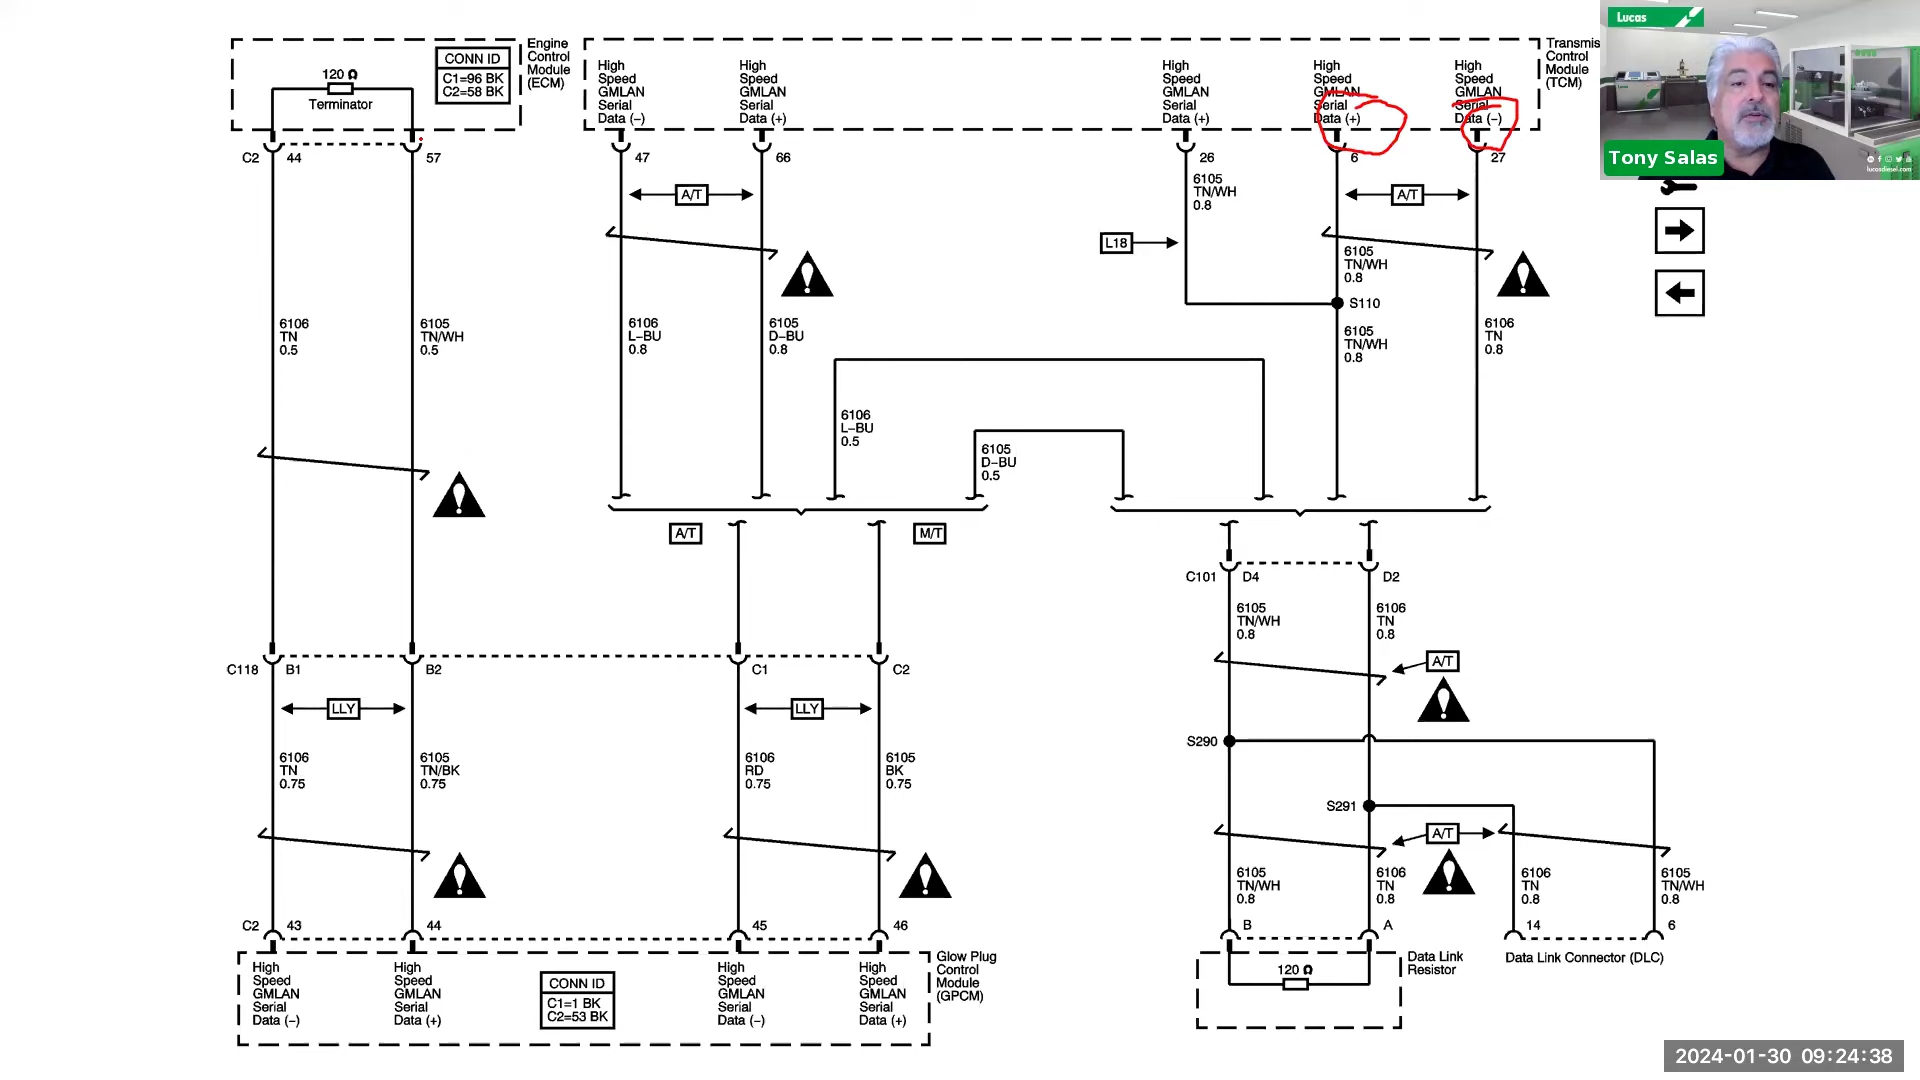 120 Ω
Terminator
CONN ID
C1=96 BK
C2=58 BK
Engine
Control
Module
(ECM)
High
Speed
GMLAN
Serial
Data (–)
High
Speed
GMLAN
Serial
Data (+)
High
Speed
GMLAN
Serial
Data (+)
High
Speed
GMLAN
Serial
Data (+)
High
Speed
GMLAN
Serial
Data (–)
Transmis
Control
Module
(TCM)
Lucas
Tony Salas
lucasdiesel.com
C2
44
57
47
66
26
6
27
A/T
A/T
6105
TN/WH
0.8
L18
6105
TN/WH
0.8
S110
6106
TN
0.5
6105
TN/WH
0.5
6106
L–BU
0.8
6105
D–BU
0.8
6105
TN/WH
0.8
6106
TN
0.8
6106
L–BU
0.5
6105
D–BU
0.5
A/T
M/T
C101
D4
D2
6105
TN/WH
0.8
6106
TN
0.8
A/T
C118
B1
B2
C1
C2
LLY
LLY
S290
6106
TN
0.75
6105
TN/BK
0.75
6106
RD
0.75
6105
BK
0.75
S291
A/T
6105
TN/WH
0.8
6106
TN
0.8
6106
TN
0.8
6105
TN/WH
0.8
C2
43
44
45
46
B
A
14
6
High
Speed
GMLAN
Serial
Data (–)
High
Speed
GMLAN
Serial
Data (+)
CONN ID
C1=1 BK
C2=53 BK
High
Speed
GMLAN
Serial
Data (–)
High
Speed
GMLAN
Serial
Data (+)
Glow Plug
Control
Module
(GPCM)
120 Ω
Data Link
Resistor
Data Link Connector (DLC)
2024-01-30 09:24:38